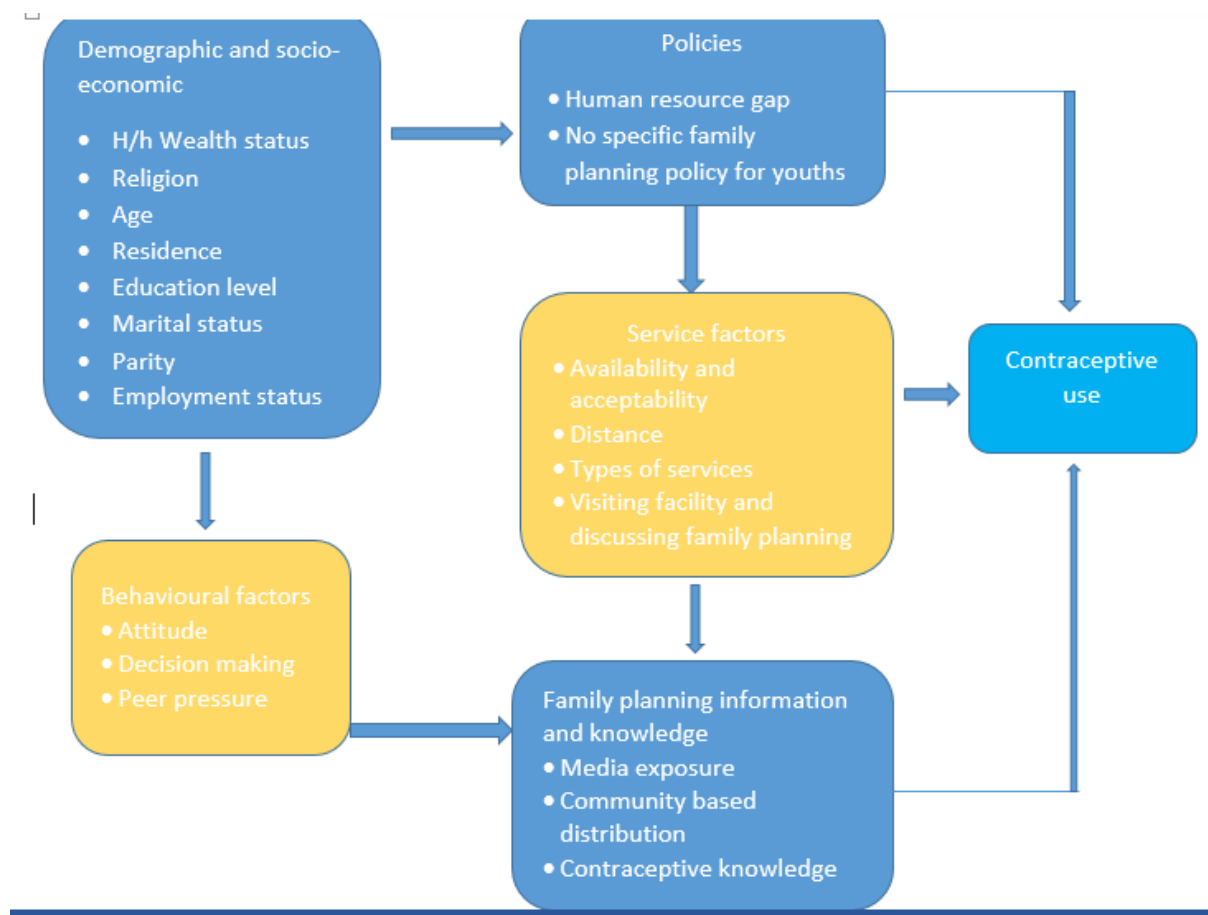 Demographic and socio-
economic
• H/h Wealth status
• Religion
• Age
• Residence
• Education level
• Marital status
• Parity
• Employment status
Policies
• Human resource gap
• No specific family
planning policy for youths
Service factors
• Availability and
acceptability
• Distance
• Types of services
• Visiting facility and
discussing family planning
Contraceptive
use
Behavioural factors
• Attitude
• Decision making
• Peer pressure
Family planning information
and knowledge
• Media exposure
• Community based
distribution
• Contraceptive knowledge